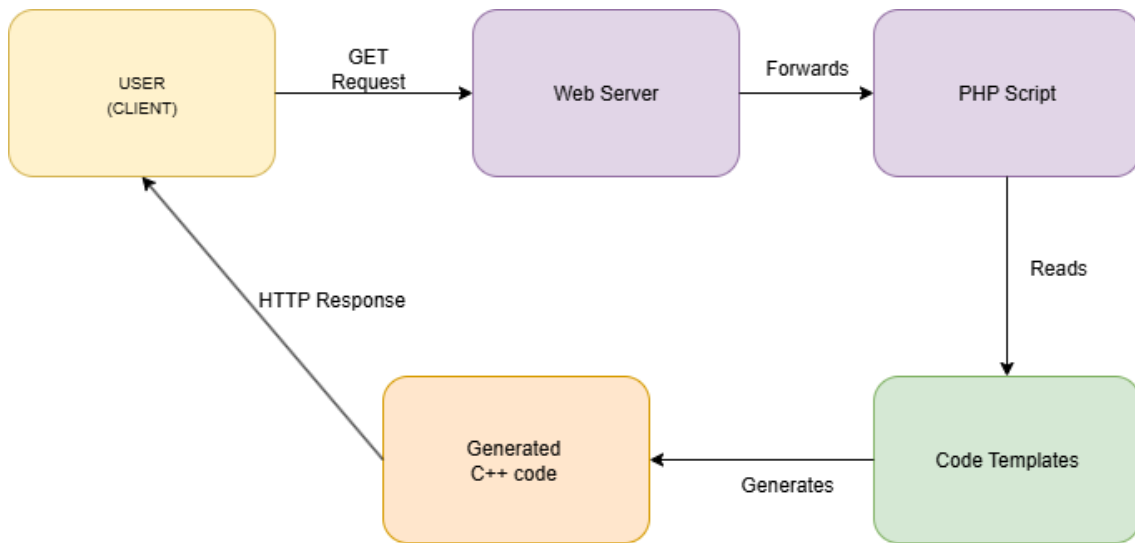 USER
(CLIENT)
GET
Request
Web Server
Forwards
PHP Script
Reads
HTTP Response
Generated
C++ code
Generates
Code Templates